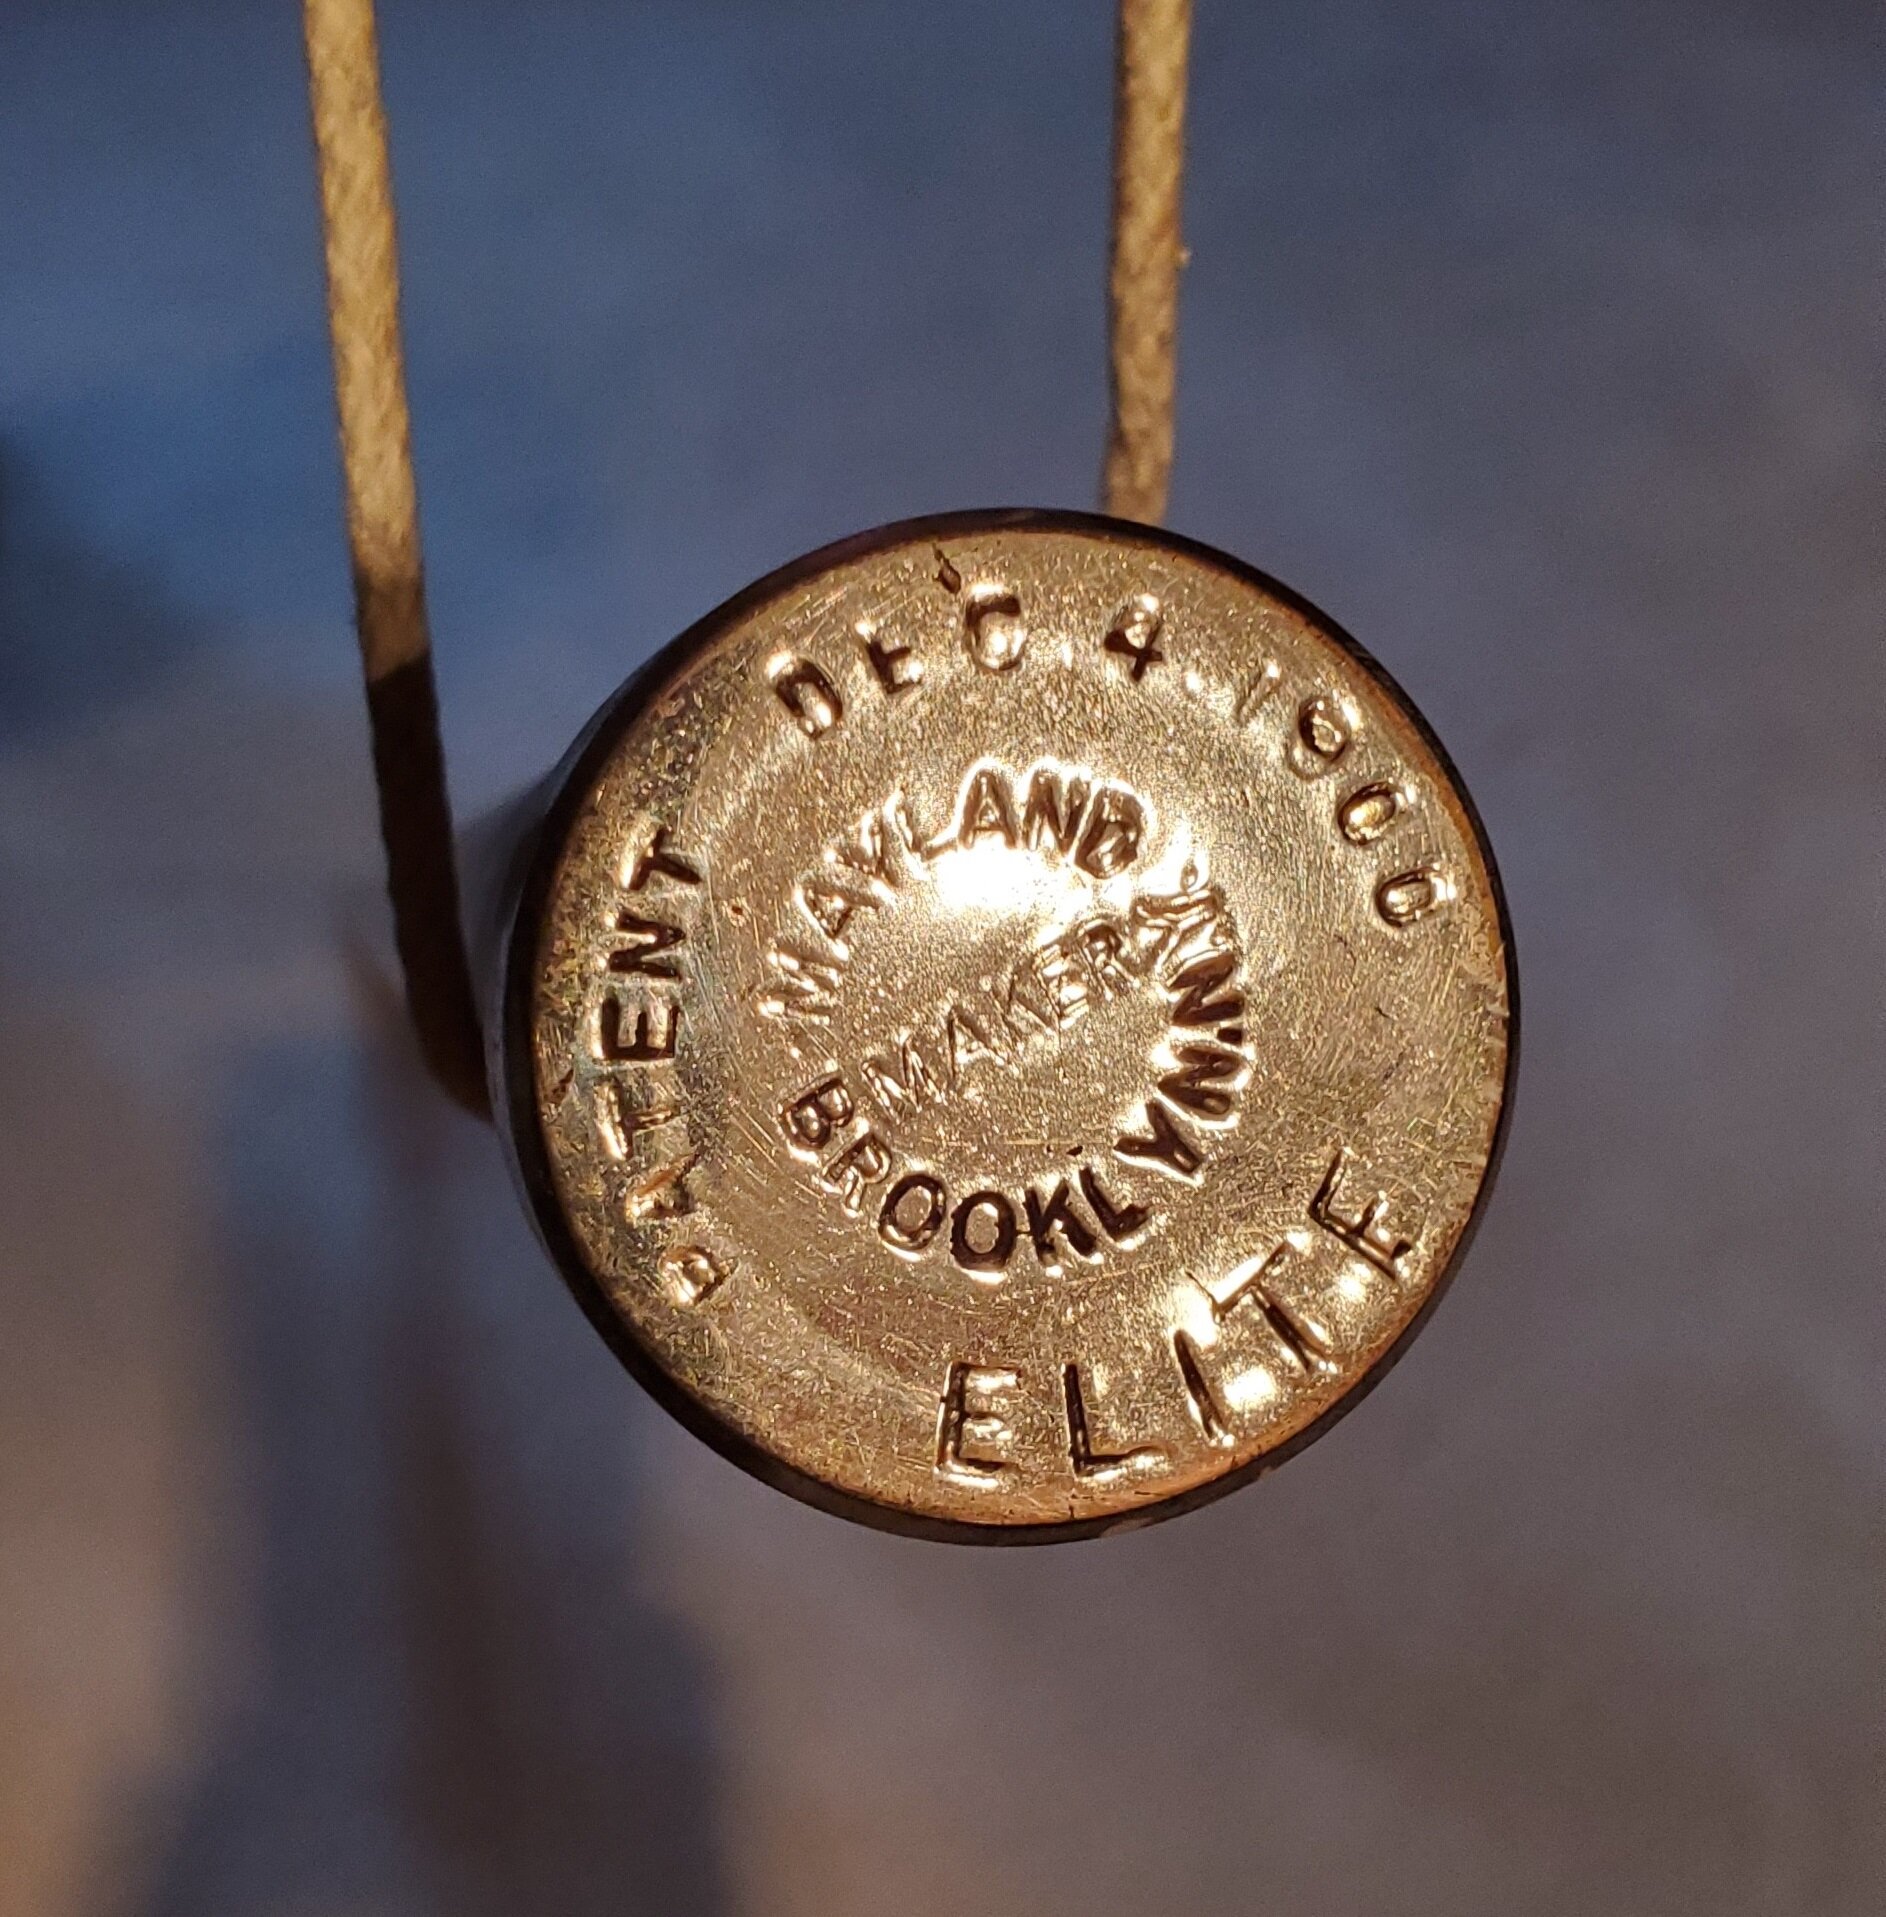 PATENT DEC 4. 1900
ELITE
MAYLAND
MAKER
BROOKLYN N.Y.